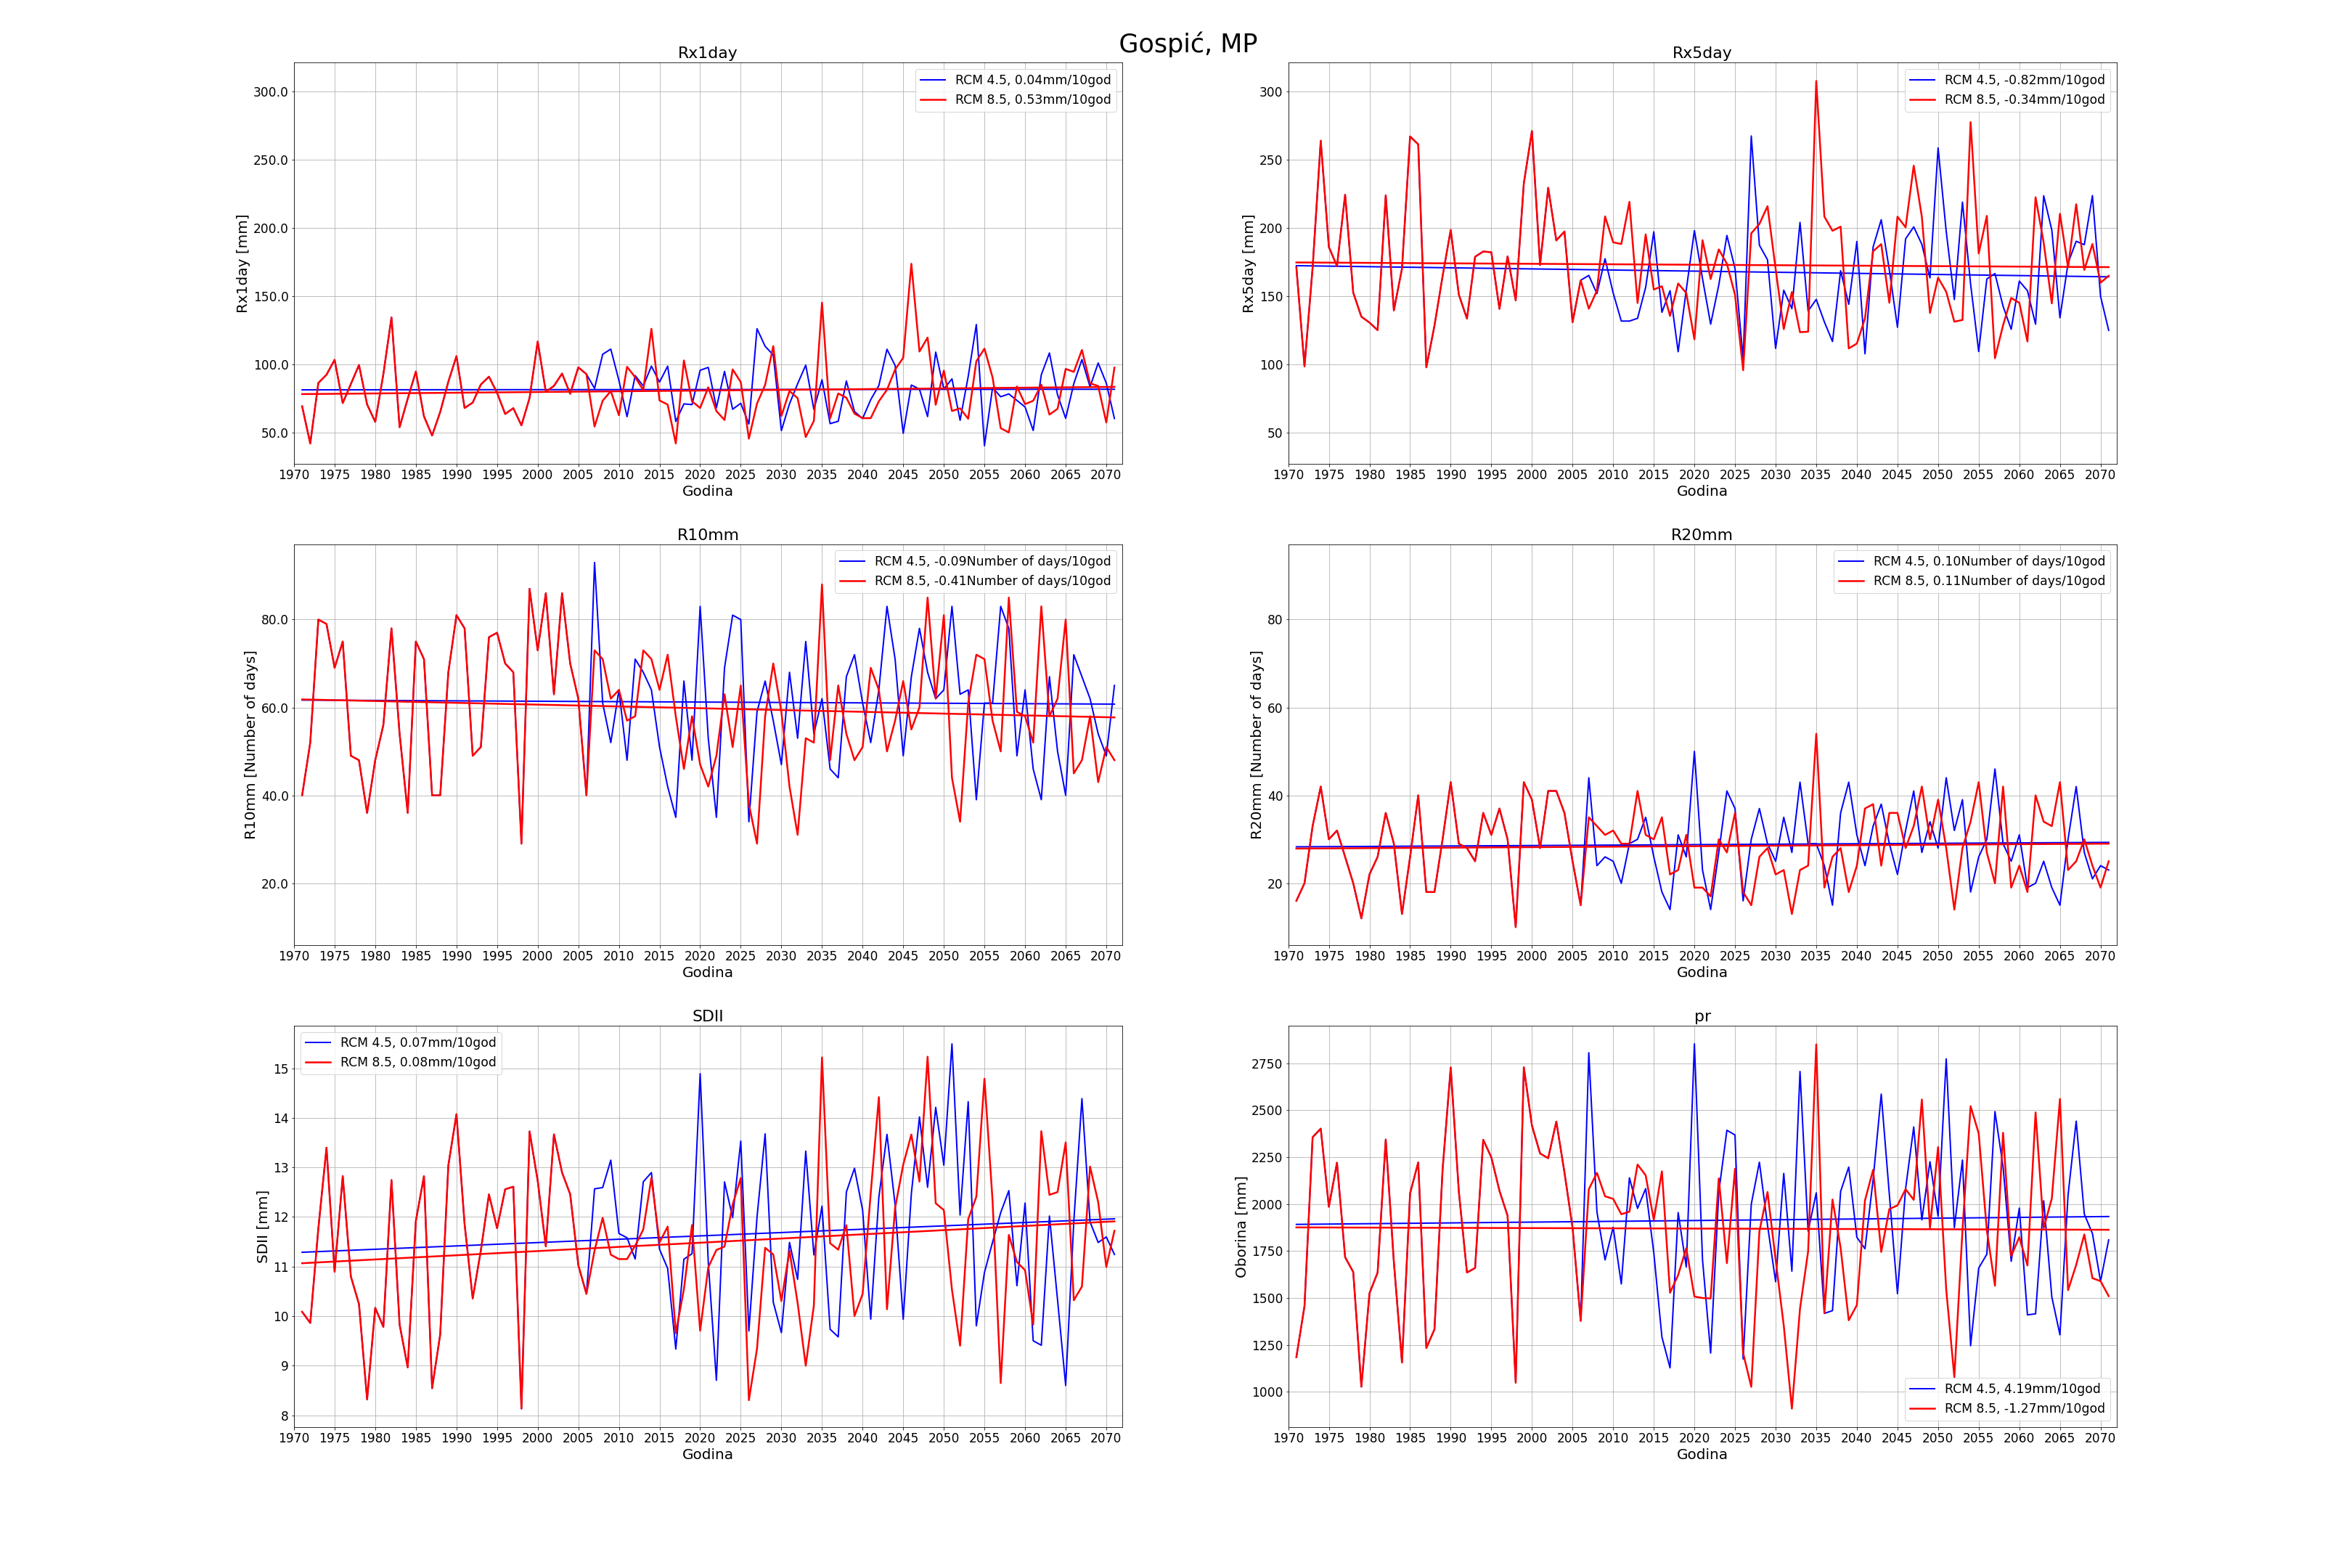 Gospić, MP
Rx1day
RCM 4.5, 0.04mm/10god
RCM 8.5, 0.53mm/10god
Rx1day [mm]
300.0
250.0
200.0
150.0
100.0
50.0
1970 1975 1980 1985 1990 1995 2000 2005 2010 2015 2020 2025 2030 2035 2040 2045 2050 2055 2060 2065 2070
Godina
Rx5day
RCM 4.5, -0.82mm/10god
RCM 8.5, -0.34mm/10god
Rx5day [mm]
300
250
200
150
100
50
1970 1975 1980 1985 1990 1995 2000 2005 2010 2015 2020 2025 2030 2035 2040 2045 2050 2055 2060 2065 2070
Godina
R10mm
RCM 4.5, -0.09Number of days/10god
RCM 8.5, -0.41Number of days/10god
R10mm [Number of days]
80.0
60.0
40.0
20.0
1970 1975 1980 1985 1990 1995 2000 2005 2010 2015 2020 2025 2030 2035 2040 2045 2050 2055 2060 2065 2070
Godina
R20mm
RCM 4.5, 0.10Number of days/10god
RCM 8.5, 0.11Number of days/10god
R20mm [Number of days]
80
60
40
20
1970 1975 1980 1985 1990 1995 2000 2005 2010 2015 2020 2025 2030 2035 2040 2045 2050 2055 2060 2065 2070
Godina
SDII
RCM 4.5, 0.07mm/10god
RCM 8.5, 0.08mm/10god
SDII [mm]
15
14
13
12
11
10
9
8
1970 1975 1980 1985 1990 1995 2000 2005 2010 2015 2020 2025 2030 2035 2040 2045 2050 2055 2060 2065 2070
Godina
pr
RCM 4.5, 4.19mm/10god
RCM 8.5, -1.27mm/10god
Oborina [mm]
2750
2500
2250
2000
1750
1500
1250
1000
1970 1975 1980 1985 1990 1995 2000 2005 2010 2015 2020 2025 2030 2035 2040 2045 2050 2055 2060 2065 2070
Godina